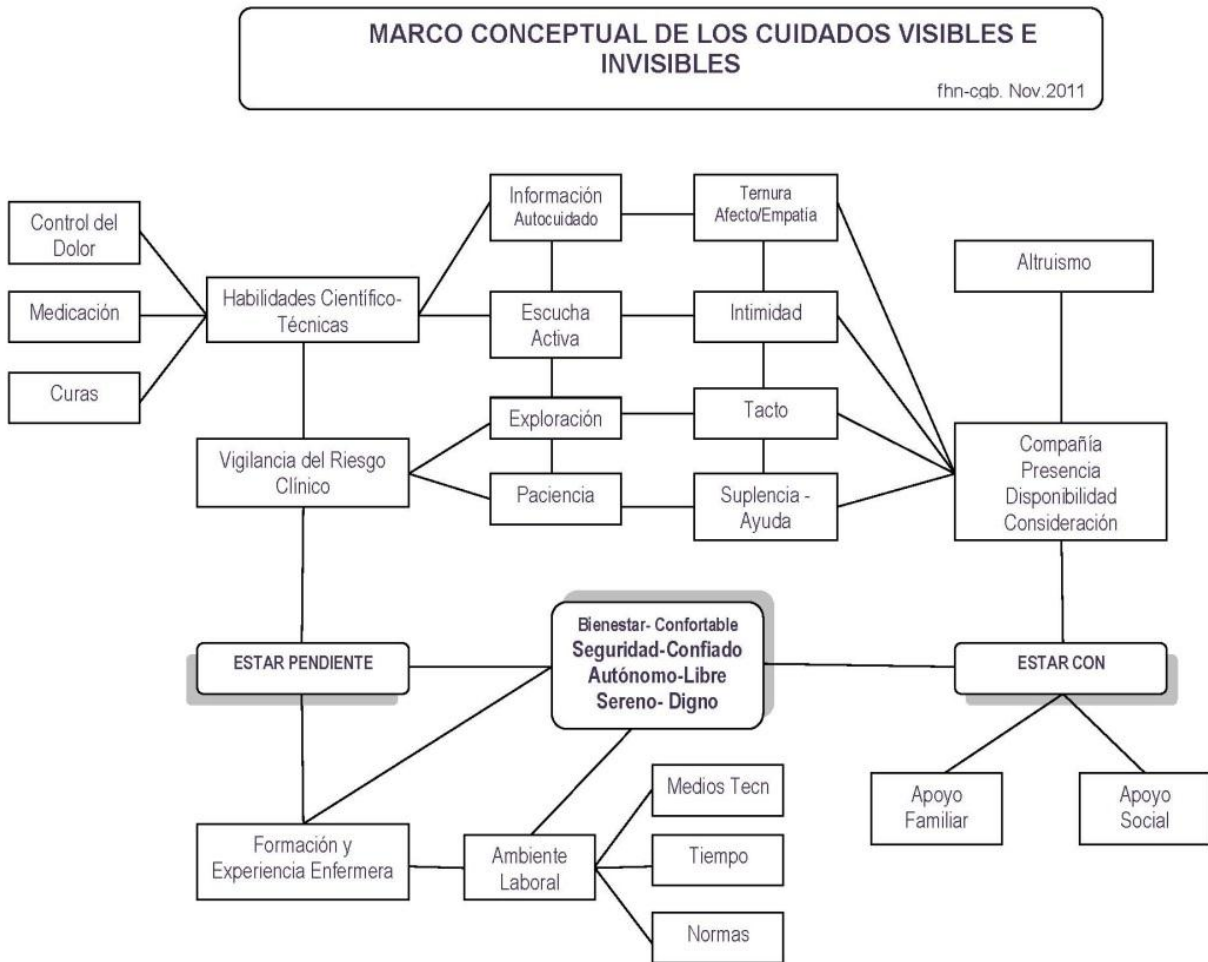 MARCO CONCEPTUAL DE LOS CUIDADOS VISIBLES E
INVISIBLES
fhn-cgb. Nov.2011
Control del
Dolor
Medicación
Curas
Habilidades Científico-
Técnicas
Vigilancia del Riesgo
Clínico
Información
Autocuidado
Escucha
Activa
Exploración
Paciencia
Ternura
Afecto/Empatía
Intimidad
Tacto
Suplencia -
Ayuda
Altruismo
Compañía
Presencia
Disponibilidad
Consideración
ESTAR PENDIENTE
Bienestar- Confortable
Seguridad-Confiado
Autónomo-Libre
Sereno- Digno
ESTAR CON
Formación y
Experiencia Enfermera
Ambiente
Laboral
Medios Tecn
Tiempo
Normas
Apoyo
Familiar
Apoyo
Social